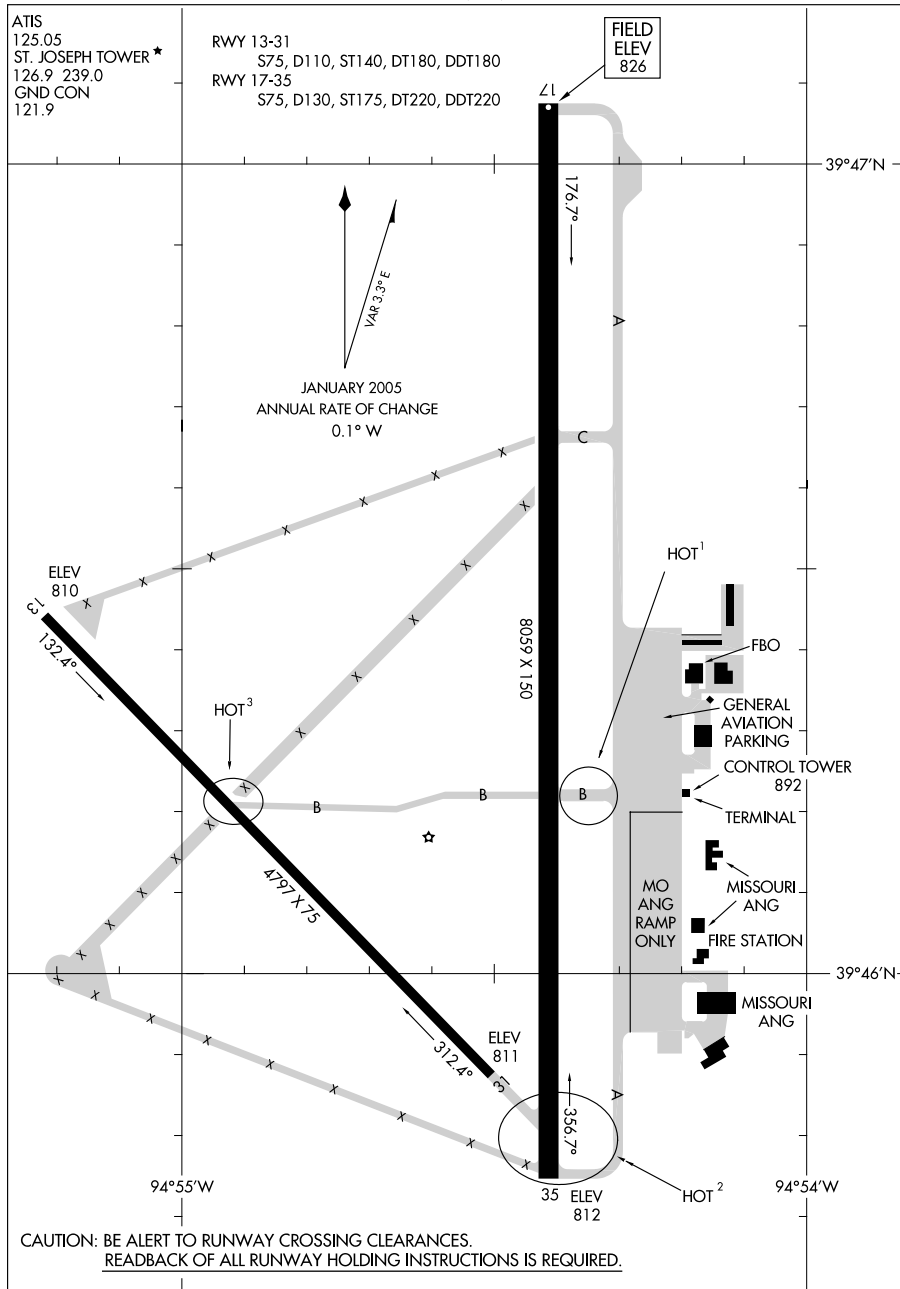 ATIS
125.05
ST. JOSEPH TOWER
126.9 239.0
GND CON
121.9
RWY 13-31
S75, D110, ST140, DT180, DDT180
RWY 17-35
S75, D130, ST175, DT220, DDT220
FIELD
ELEV
826
17
39°47'N
176.7°
VAR 3.3° E
A
JANUARY 2005
ANNUAL RATE OF CHANGE
0.1° W
C
X
X
X
X
X
X
X
X
X
X
X
X
HOT1
ELEV
810
13
132.4°
8059 X 150
FBO
GENERAL
AVIATION
PARKING
HOT3
CONTROL TOWER
892
TERMINAL
B
B
B
X
X
X
X
X
4797 X 75
MO
ANG
RAMP
ONLY
MISSOURI
ANG
FIRE STATION
39°46'N
MISSOURI
ANG
X
X
X
X
X
X
X
X
X
312.4°
ELEV
811
31
356.7°
A
35
ELEV
812
HOT2
94°55'W
94°54'W
CAUTION: BE ALERT TO RUNWAY CROSSING CLEARANCES.
READBACK OF ALL RUNWAY HOLDING INSTRUCTIONS IS REQUIRED.